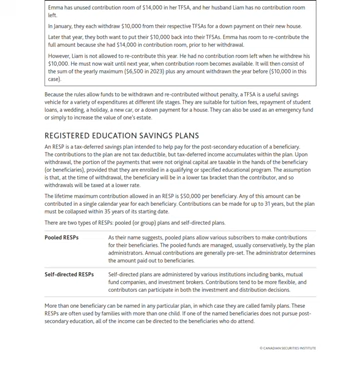 Emma has unused contribution room of $14,000 in her TFSA, and her husband Liam has no contribution room
left.
In January, they each withdraw $10,000 from their respective TFSAs for a down payment on their new house.
Later that year, they both want to put their $10,000 back into their TFSAs. Emma has room to re-contribute the
full amount because she had $14,000 in contribution room, prior to her withdrawal.
However, Liam is not allowed to re-contribute this year. He had no contribution room left when he withdrew his
$10,000. He must now wait until next year, when contribution room becomes available. It will then consist of
the sum of the yearly maximum ($6,500 in 2023) plus any amount withdrawn the year before ($10,000 in this
case).
Because the rules allow funds to be withdrawn and re-contributed without penalty, a TFSA is a useful savings
vehicle for a variety of expenditures at different life stages. They are suitable for tuition fees, repayment of student
loans, a wedding, a holiday, a new car, or a down payment for a house. They can also be used as an emergency fund
or simply to increase the value of one's estate.
REGISTERED EDUCATION SAVINGS PLANS
An RESP is a tax-deferred savings plan intended to help pay for the post-secondary education of a beneficiary.
The contributions to the plan are not tax deductible, but tax-deferred income accumulates within the plan. Upon
withdrawal, the portion of the payments that were not original capital are taxable in the hands of the beneficiary
(or beneficiaries), provided that they are enrolled in a qualifying or specified educational program. The assumption
is that, at the time of withdrawal, the beneficiary will be in a lower tax bracket than the contributor, and so
withdrawals will be taxed at a lower rate.
The lifetime maximum contribution allowed in an RESP is $50,000 per beneficiary. Any of this amount can be
contributed in a single calendar year for each beneficiary. Contributions can be made for up to 31 years, but the plan
must be collapsed within 35 years of its starting date.
There are two types of RESPs: pooled (or group) plans and self-directed plans.
Pooled RESPs As their name suggests, pooled plans allow various subscribers to make contributions
for their beneficiaries. The pooled funds are managed, usually conservatively, by the plan
administrators. Annual contributions are generally pre-set. The administrator determines
the amount paid out to beneficiaries.
Self-directed RESPs Self-directed plans are administered by various institutions including banks, mutual
fund companies, and investment brokers. Contributions tend to be more flexible, and
contributors can participate in both the investment and distribution decisions.
More than one beneficiary can be named in any particular plan, in which case they are called family plans. These
RESPs are often used by families with more than one child. If one of the named beneficiaries does not pursue post-
secondary education, all of the income can be directed to the beneficiaries who do attend.
© CANADIAN SECURITIES INSTITUTE